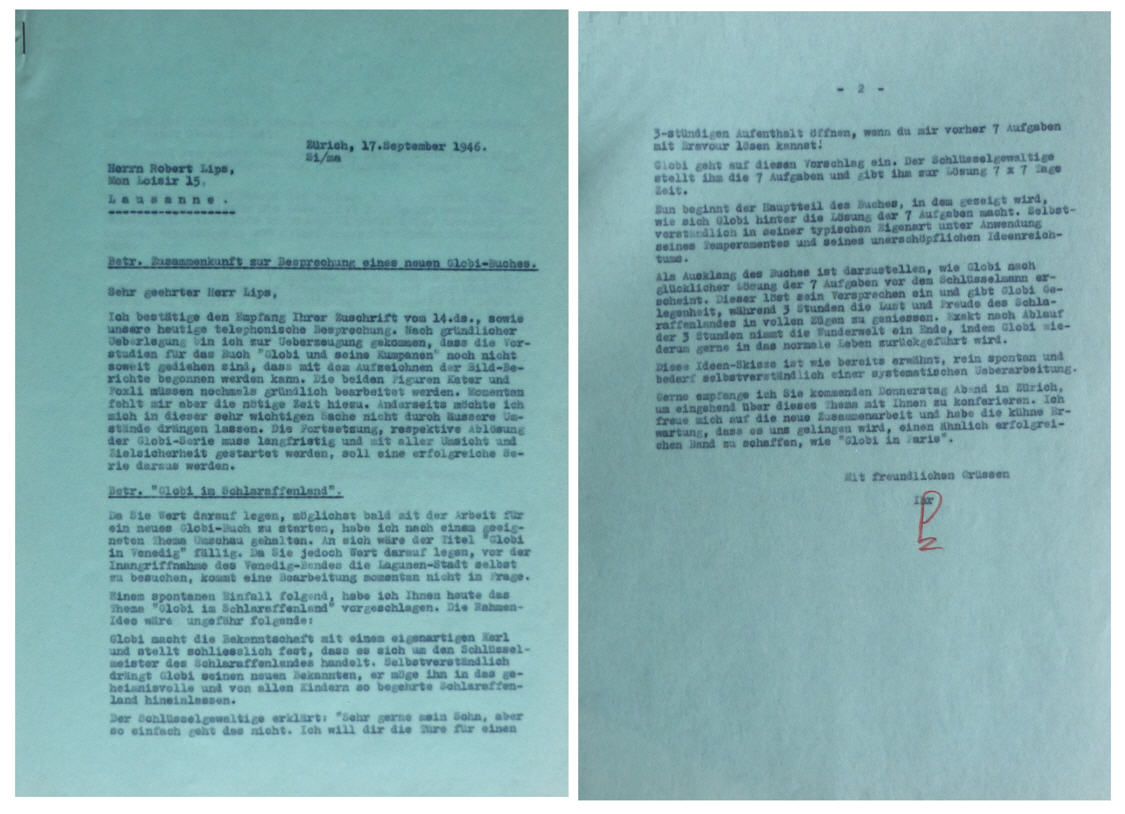 Zürich, 17.September 1946.
Si/ma
Herrn Robert Lips,
Mon Loisir 15,
L a u s a n n e .
Betr. Zusammenkunft zur Besprechung eines neuen Globi-Buches.
Sehr geehrter Herr Lips,
Ich bestätige den Empfang Ihrer Zuschrift vom 14.ds., sowie
unsere heutige telephonische Besprechung. Nach gründlicher
Ueberlegung bin ich zur Ueberzeugung gekommen, dass die Vor-
studien für das Buch "Globi und seine Kumpanen" noch nicht
soweit gediehen sind, dass mit dem Aufzeichnen der Bild-Be-
richte begonnen werden kann. Die beiden Figuren Kater und
Foxli müssen nochmals gründlich bearbeitet werden. Momentan
fehlt mir aber die nötige Zeit hiezu. Anderseits möchte ich
mich in dieser sehr wichtigen Sache nicht durch äussere Um-
stände drängen lassen. Die Fortsetzung, respektive Ablösung
der Globi-Serie muss langfristig und mit aller Umsicht und
Zielsicherheit gestartet werden, soll eine erfolgreiche Se-
rie daraus werden.
Betr. "Globi im Schlaraffenland".
Da Sie Wert darauf legen, möglichst bald mit der Arbeit für
ein neues Globi-Buch zu starten, habe ich nach einem geeig-
neten Thema Umschau gehalten. An sich wäre der Titel "Globi
in Venedig" fällig. Da Sie jedoch Wert darauf legen, vor der
Inangriffnahme des Venedig-Bandes die Lagunen-Stadt selbst
zu besuchen, kommt eine Bearbeitung momentan nicht in Frage.
Einem spontanen Einfall folgend, habe ich Ihnen heute das
Thema "Globi im Schlaraffenland" vorgeschlagen. Die Rahmen-
Idee wäre ungefähr folgende:
Globi macht die Bekanntschaft mit einem eigenartigen Kerl
und stellt schliesslich fest, dass es sich um den Schlüssel-
meister des Schlaraffenlandes handelt. Selbstverständlich
drängt Globi seinen neuen Bekannten, er möge ihn in das ge-
heimnisvolle und von allen Kindern so begehrte Schlaraffen-
land hineinlassen.
Der Schlüsselgewaltige erklärt: "Sehr gerne mein Sohn, aber
so einfach geht das nicht. Ich will dir die Türe für einen
- 2 -
3-stündigen Aufenthalt öffnen, wenn du mir vorher 7 Aufgaben
mit Bravour lösen kannst!
Globi geht auf diesen Vorschlag ein. Der Schlüsselgewaltige
stellt ihm die 7 Aufgaben und gibt ihm zur Lösung 7 x 7 Tage
Zeit.
Nun beginnt der Hauptteil des Buches, in dem gezeigt wird,
wie sich Globi hinter die Lösung der 7 Aufgaben macht. Selbst-
verständlich in seiner typischen Eigenart unter Anwendung
seines Temperamentes und seines unerschöpflichen Ideenreich-
tums.
Als Ausklang des Buches ist darzustellen, wie Globi nach
glücklicher Lösung der 7 Aufgaben vor dem Schlüsselmann er-
scheint. Dieser löst sein Versprechen ein und gibt Globi Ge-
legenheit, während 3 Stunden die Lust und Freude des Schla-
raffenlandes in vollen Zügen zu geniessen. Exakt nach Ablauf
der 3 Stunden nimmt die Wunderwelt ein Ende, indem Globi wie-
derum gerne in das normale Leben zurückgeführt wird.
Diese Ideen-Skizze ist wie bereits erwähnt, rein spontan und
bedarf selbstverständlich einer systematischen Ueberarbeitung.
Gerne empfange ich Sie kommenden Donnerstag Abend in Zürich,
um eingehend über dieses Thema mit Ihnen zu konferieren. Ich
freue mich auf die neue Zusammenarbeit und habe die kühne Er-
wartung, dass es uns gelingen wird, einen ähnlich erfolgrei-
chen Band zu schaffen, wie "Globi in Paris".
Mit freundlichen Grüssen
Ihr